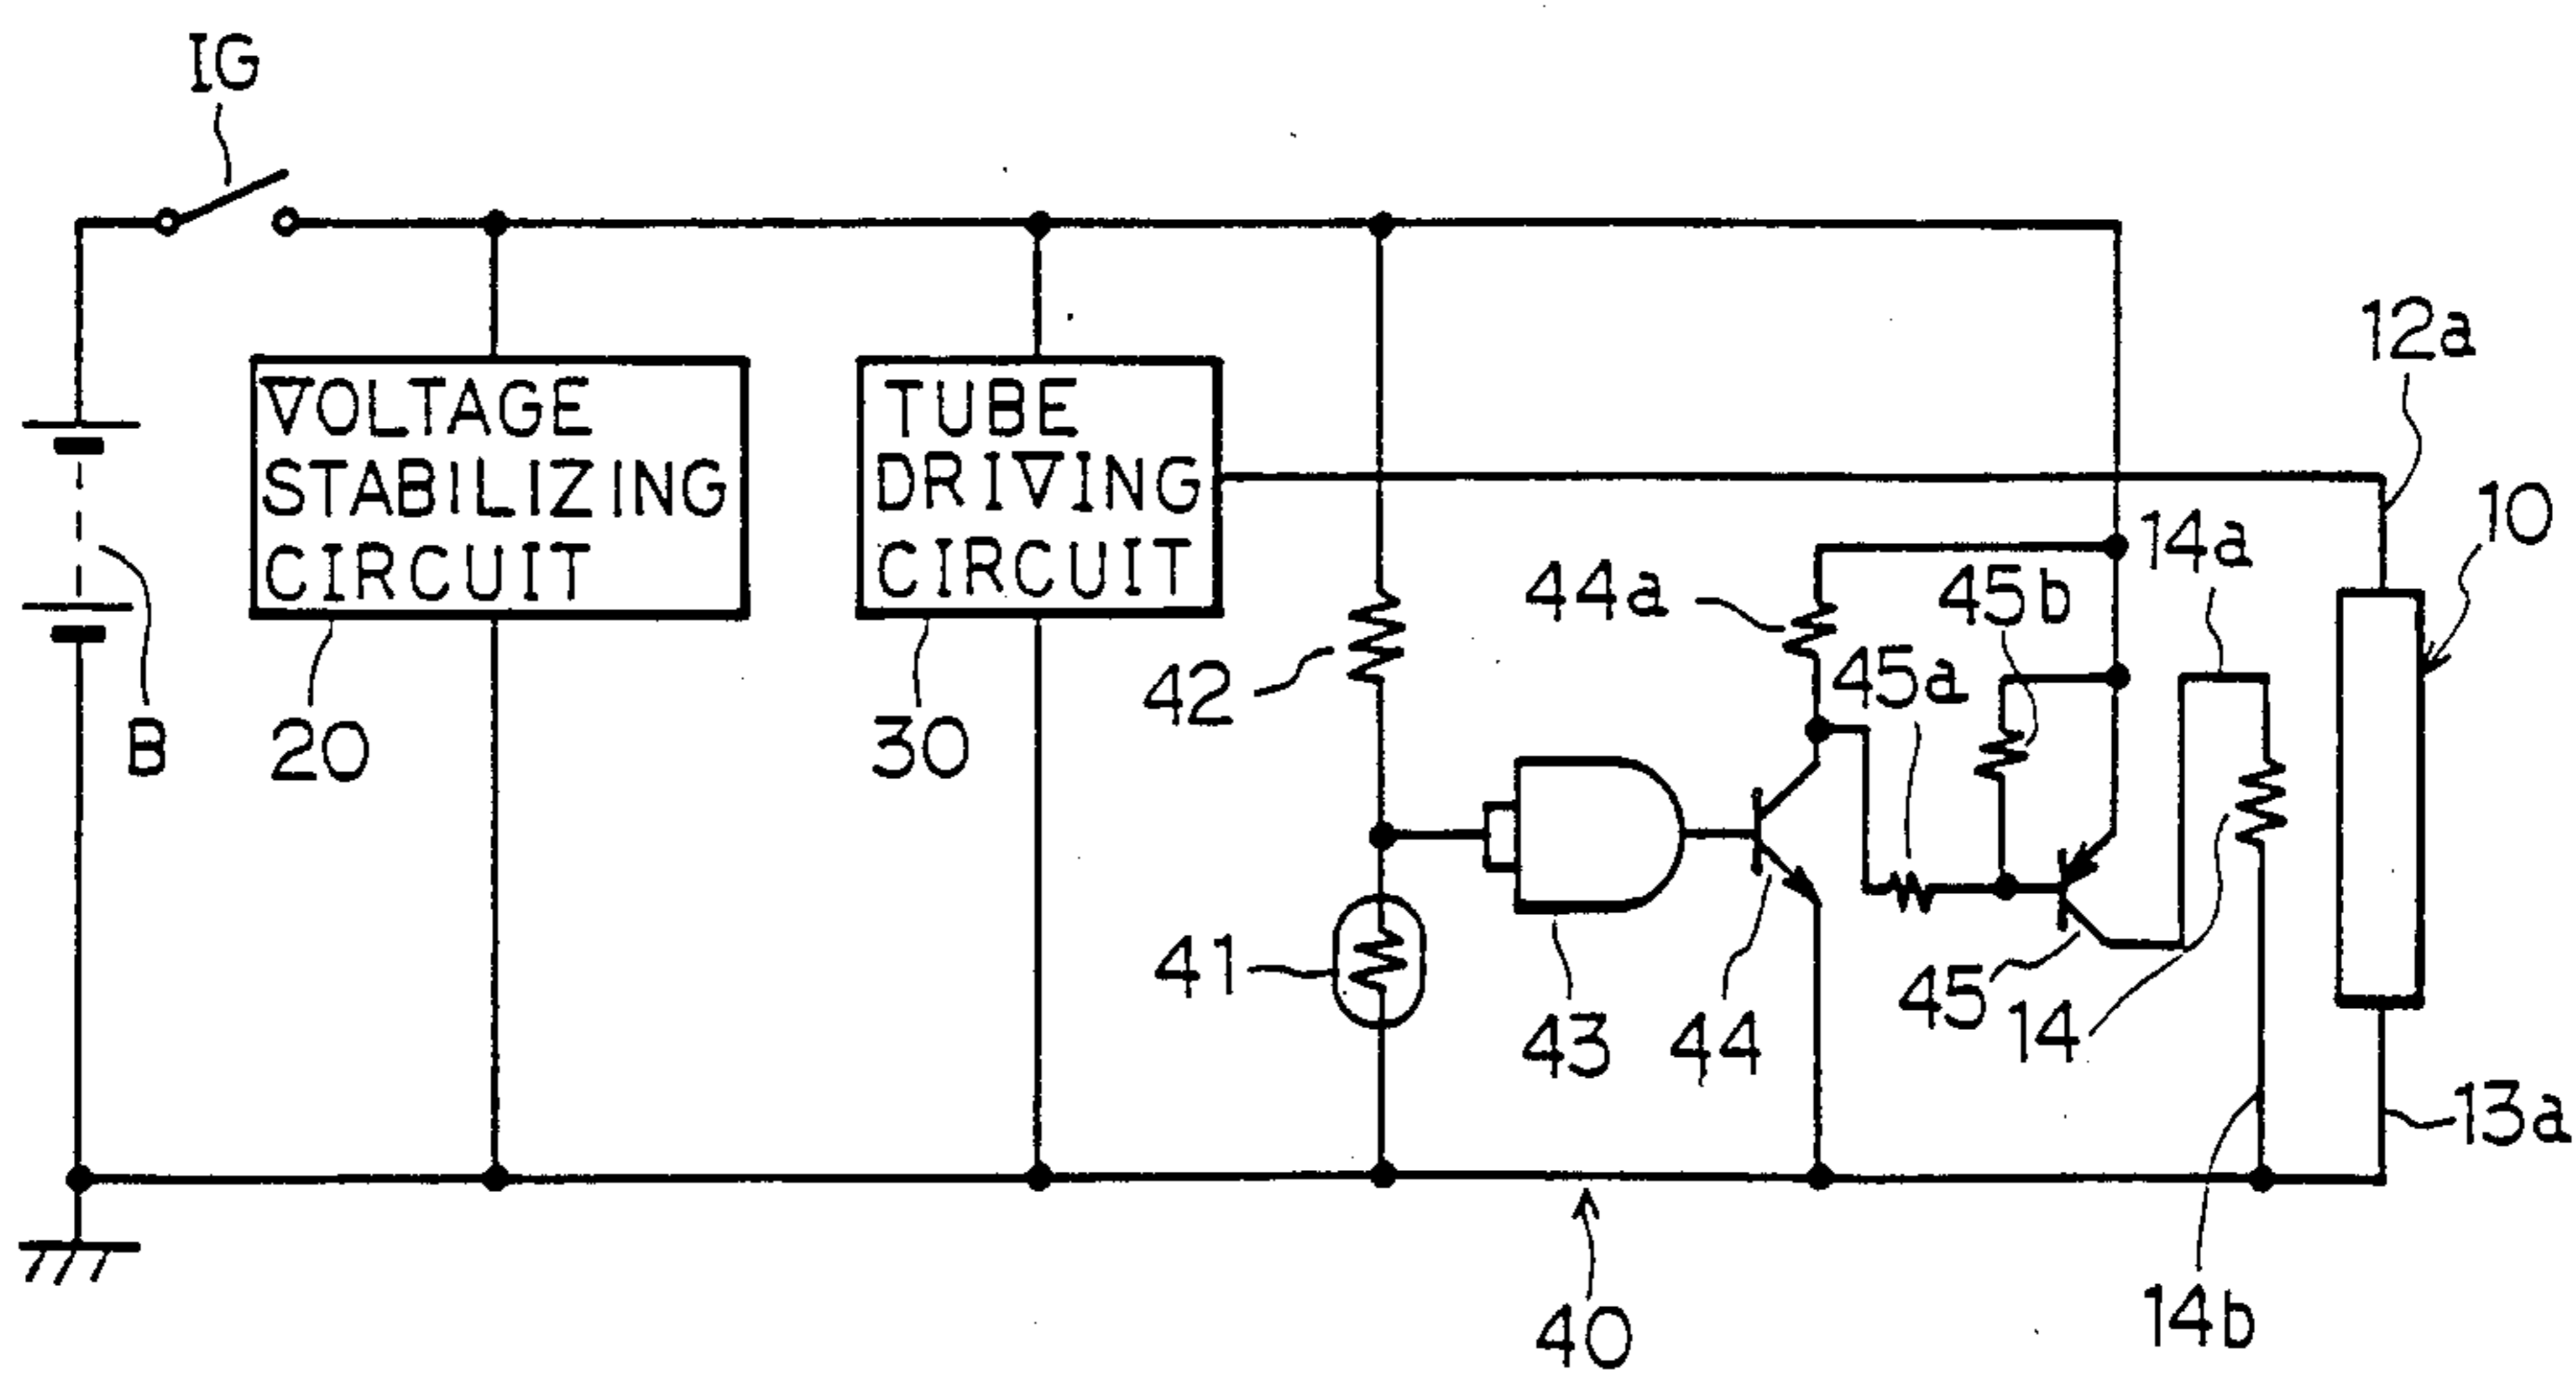 IG
12a
VOLTAGE
STABILIZING
CIRCUIT
TUBE
DRIVING
CIRCUIT
10
14a
44a
45b
45a
42
B
20
30
41
43
44
45
14
13a
14b
40